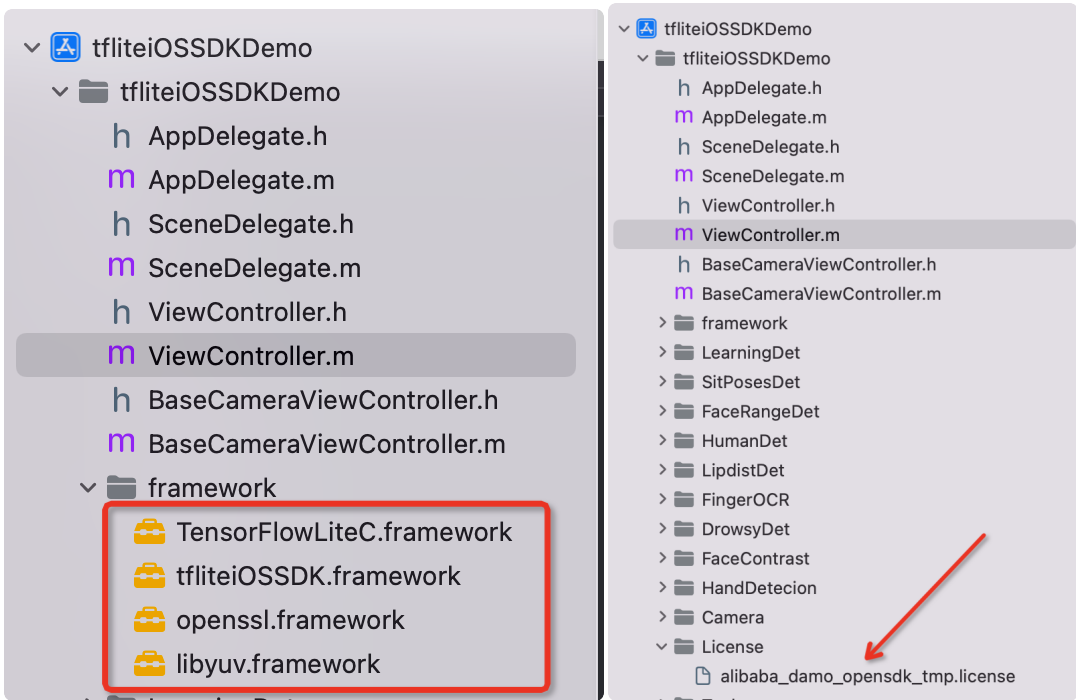 tfliteiOSSDKDemo
tfliteiOSSDKDemo
h AppDelegate.h
m AppDelegate.m
h SceneDelegate.h
m SceneDelegate.m
h ViewController.h
m ViewController.m
h BaseCameraViewController.h
m BaseCameraViewController.m
framework
TensorFlowLiteC.framework
tfliteiOSSDK.framework
openssl.framework
libyuv.framework
tfliteiOSSDKDemo
tfliteiOSSDKDemo
h AppDelegate.h
m AppDelegate.m
h SceneDelegate.h
m SceneDelegate.m
h ViewController.h
m ViewController.m
h BaseCameraViewController.h
m BaseCameraViewController.m
framework
LearningDet
SitPosesDet
FaceRangeDet
HumanDet
LipdistDet
FingerOCR
DrowsyDet
FaceContrast
HandDetecion
Camera
License
alibaba_damo_opensdk_tmp.license